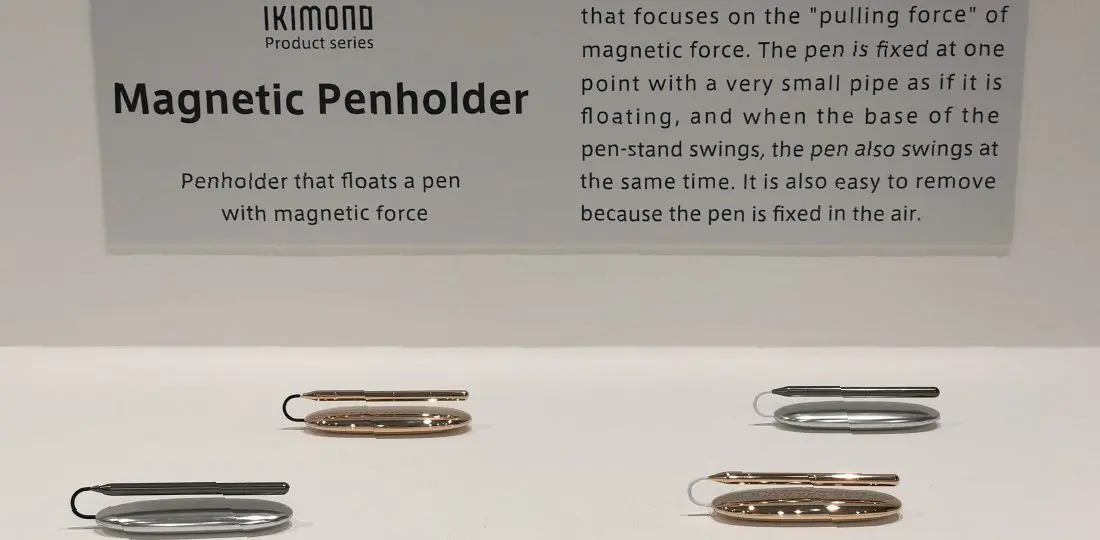 IKIMONO
Product series
Magnetic Penholder
Penholder that floats a pen
with magnetic force
that focuses on the "pulling force" of
magnetic force. The pen is fixed at one
point with a very small pipe as if it is
floating, and when the base of the
pen-stand swings, the pen also swings at
the same time. It is also easy to remove
because the pen is fixed in the air.